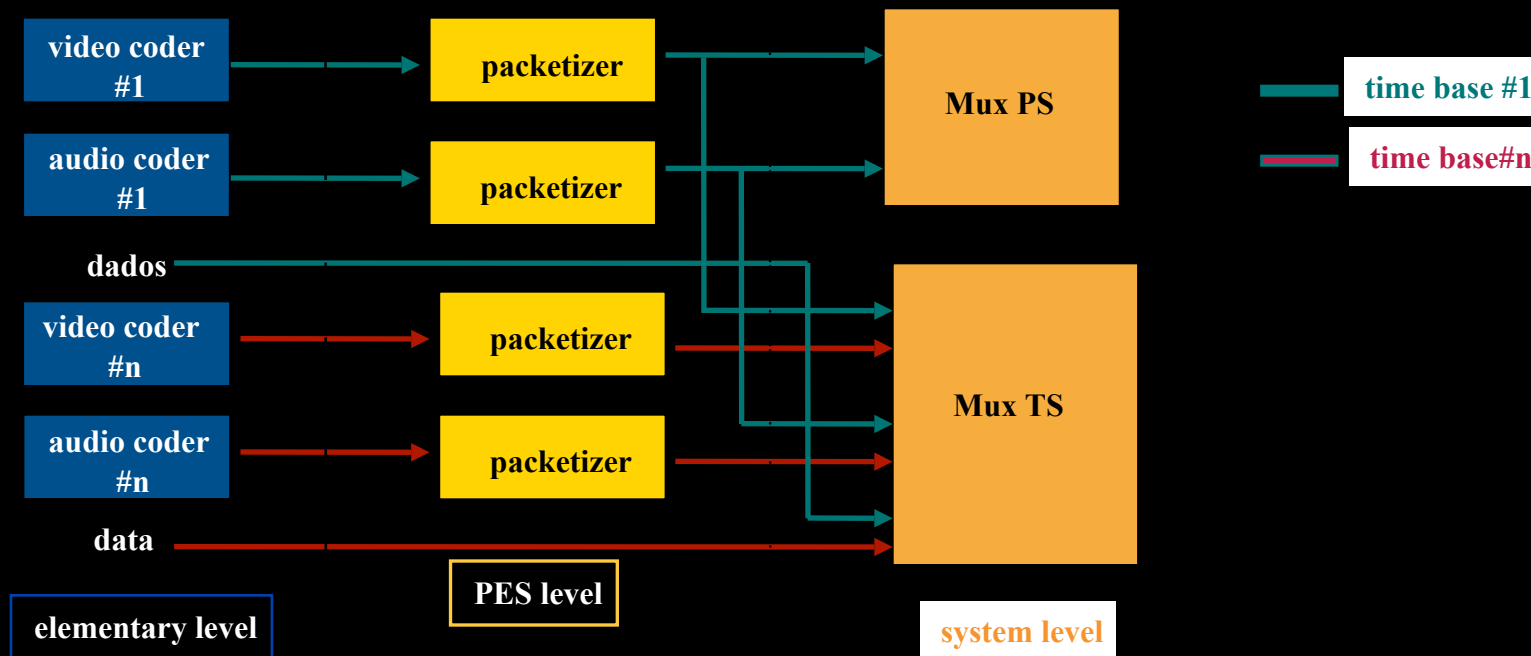 video coder
#1
packetizer
Mux PS
time base #1
audio coder
#1
packetizer
time base#n
dados
video coder
#n
packetizer
Mux TS
audio coder
#n
packetizer
data
PES level
elementary level
system level